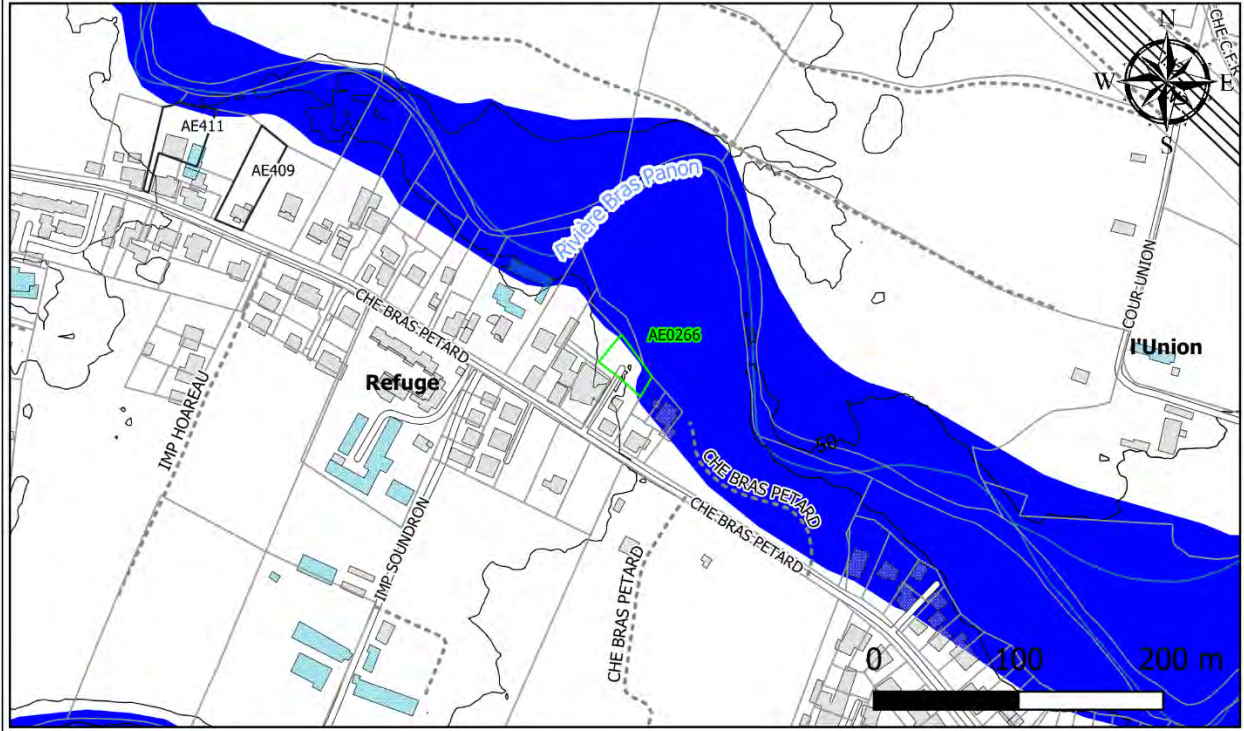 N
W
E
S
CHE C.E.R
AE411
AE409
Rivière Bras Panon
COUR-UNION
CHE-BRAS-PETARD
AE0266
l'Union
Refuge
IMP HOAREAU
50
CHE BRAS PETARD
CHE-BRAS-PETARD
IMP-SOUNDRON
CHE BRAS PETARD
0 100 200 m